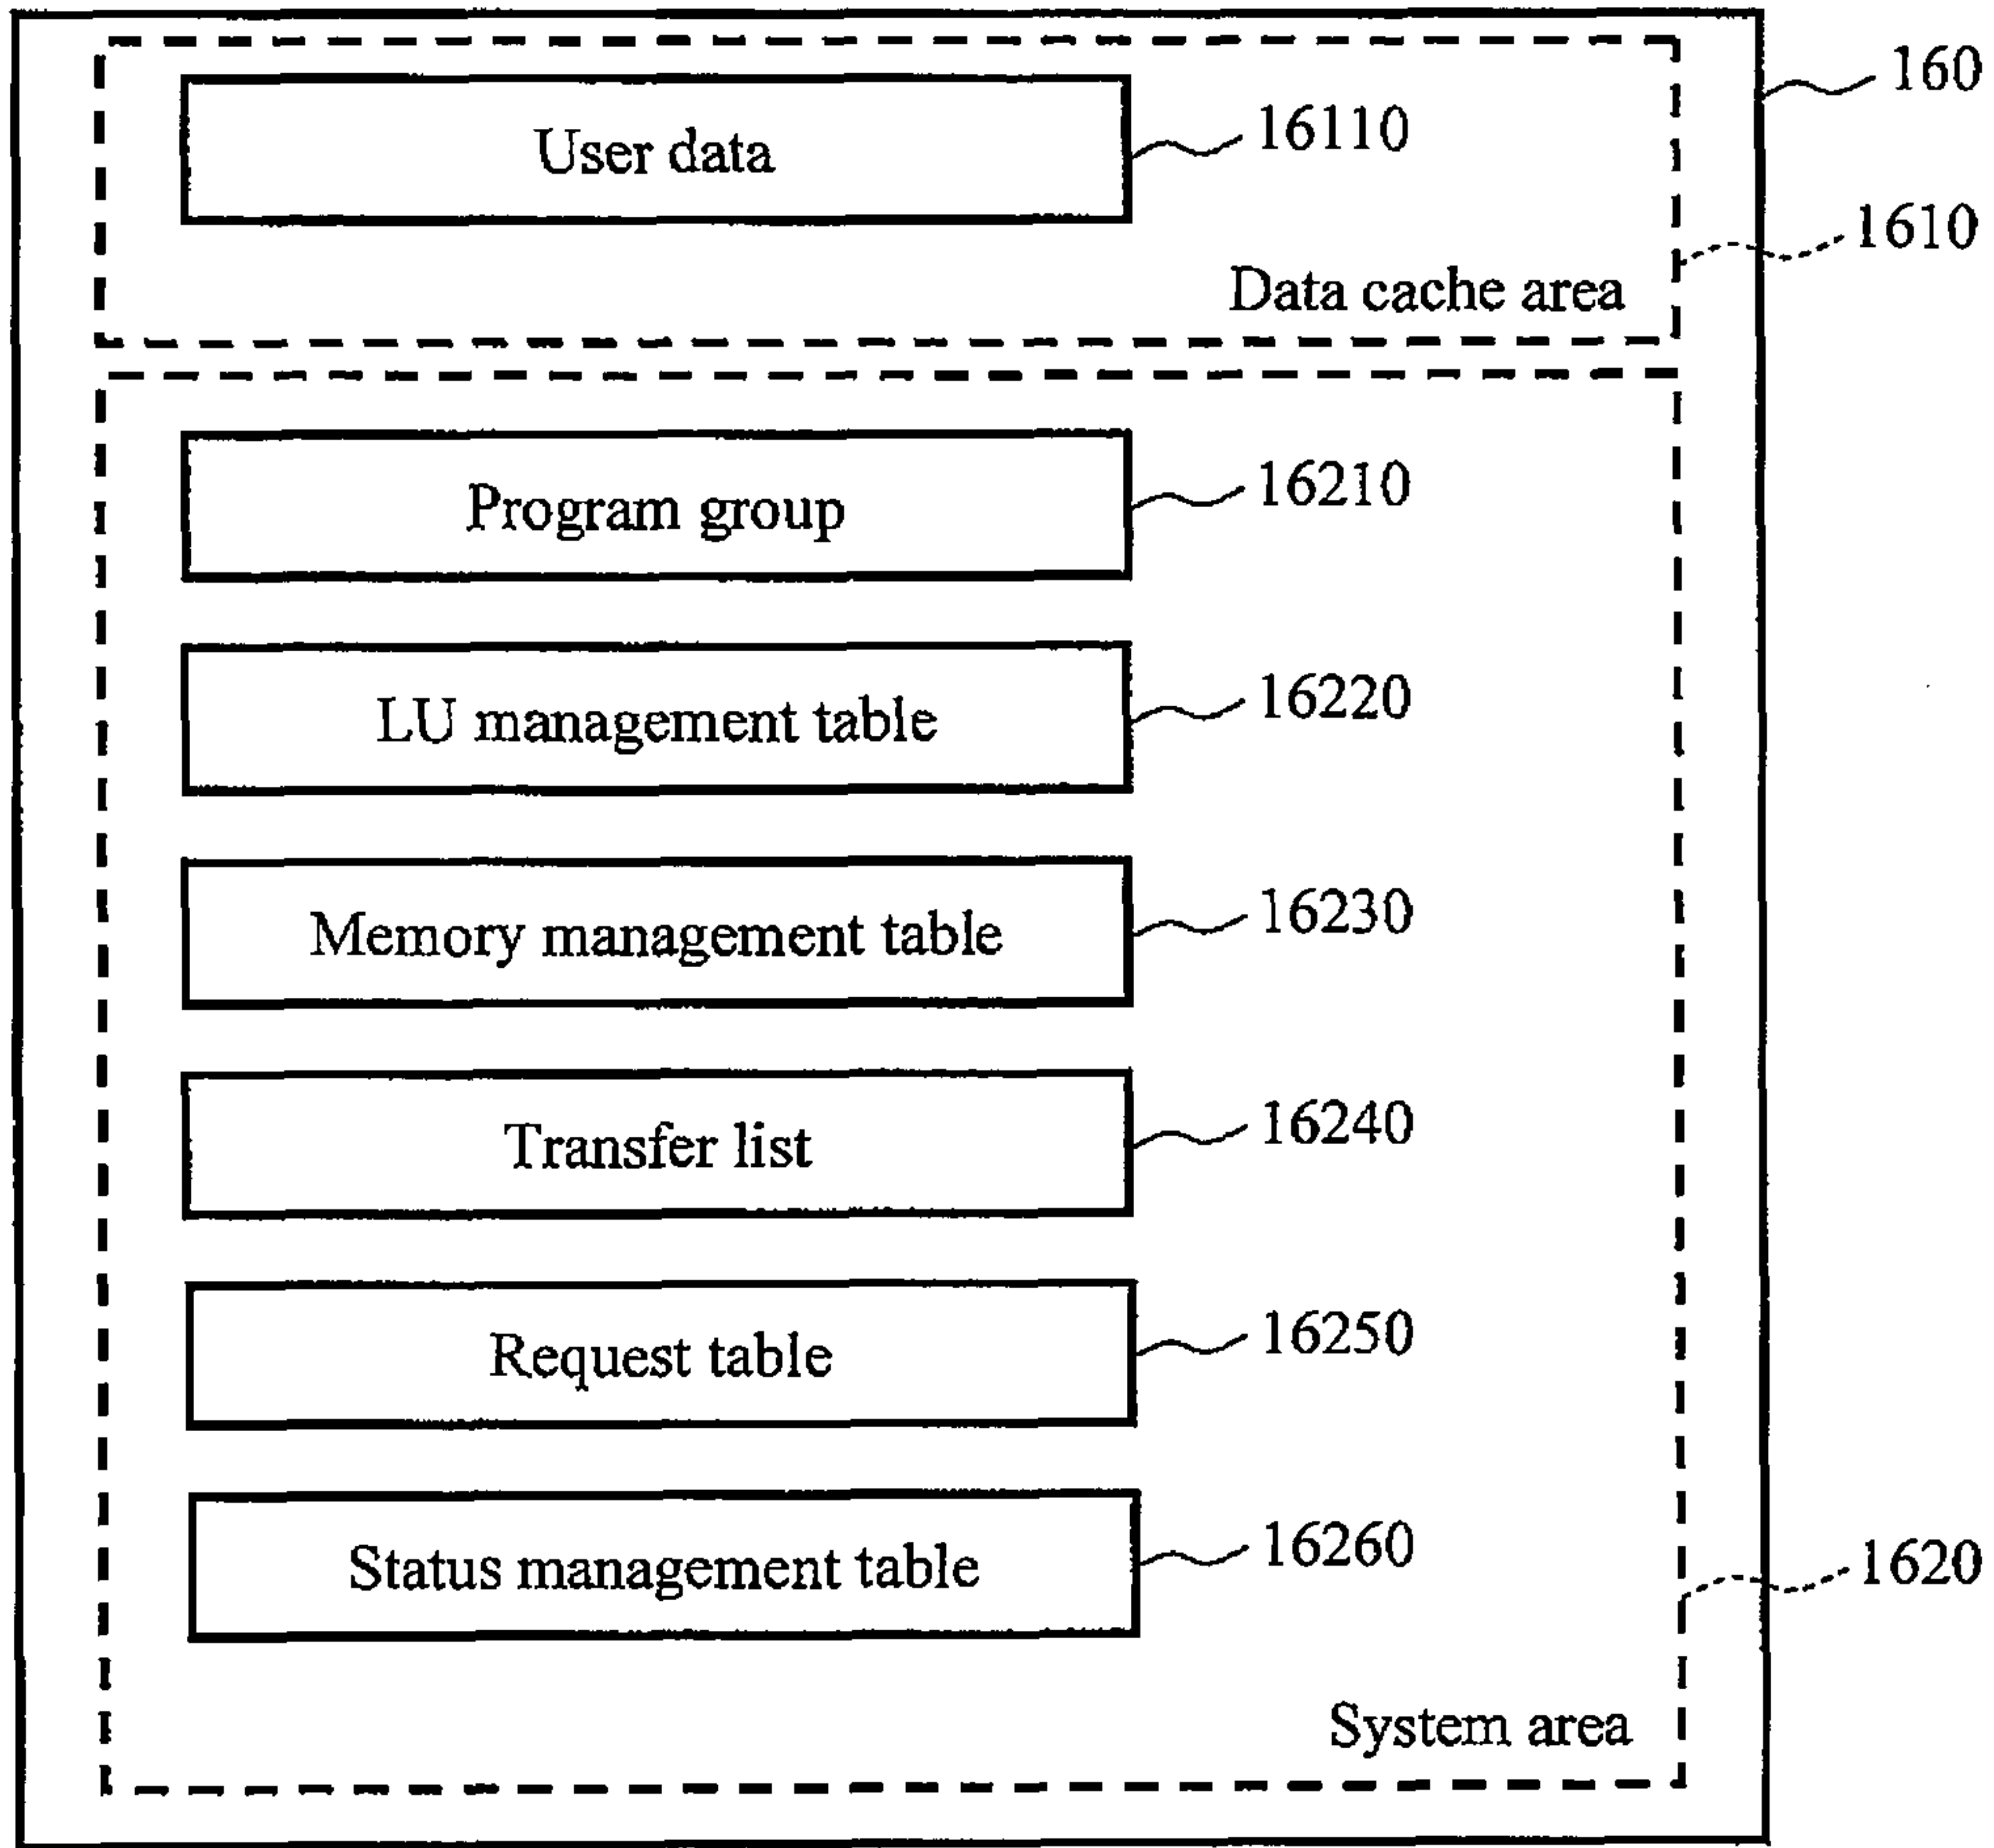 160
User data
16110
1610
Data cache area
Program group
16210
LU management table
16220
Memory management table
16230
Transfer list
16240
Request table
16250
Status management table
16260
1620
System area